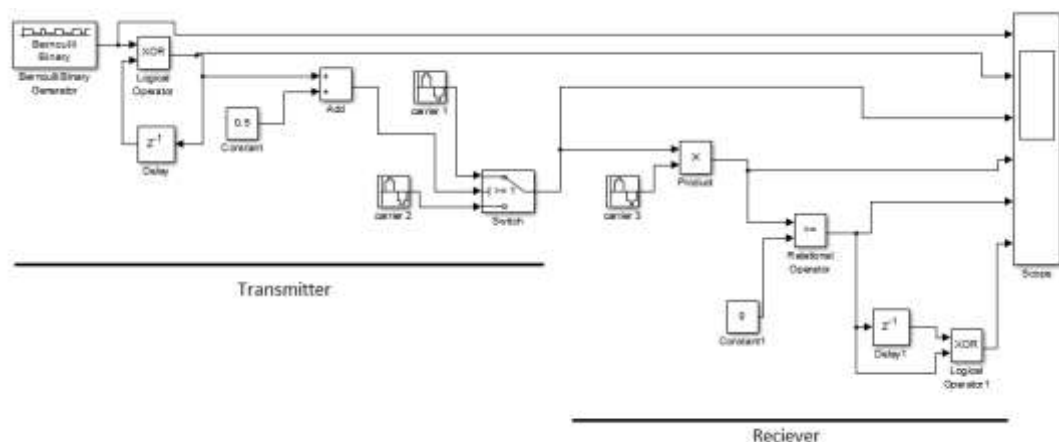 Bernoulli
Binary
Bernoulli Binary
Generator
XOR
Logical
Operator
Z-1
Delay
0.5
Constant
+
+
Add
carrier 1
carrier 2
>= 1
Switch
carrier 3
×
Product
>=
Relational
Operator
0
Constant1
Z-1
Delay1
XOR
Logical
Operator1
Scope
Transmitter
Reciever